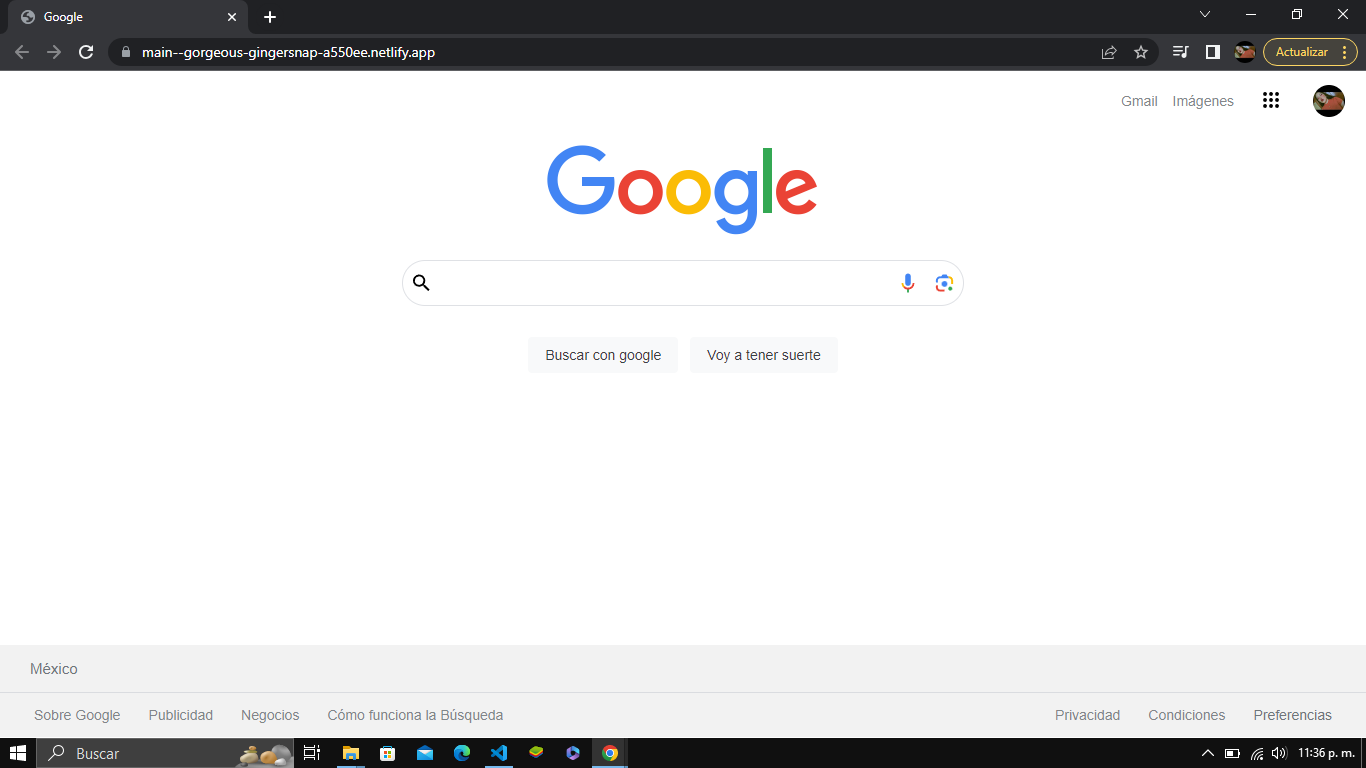 Google
main--gorgeous-gingersnap-a550ee.netlify.app
Actualizar
Gmail Imágenes
Google
Buscar con google Voy a tener suerte
México
Sobre Google Publicidad Negocios Cómo funciona la Búsqueda Privacidad Condiciones Preferencias
Buscar 11:36 p. m.